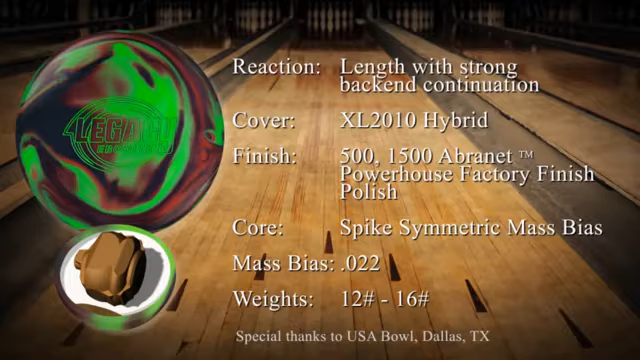 LEGACY
Reaction: Length with strong
backend continuation
Cover: XL2010 Hybrid
Finish: 500, 1500 Abranet ™
Powerhouse Factory Finish
Polish
Core: Spike Symmetric Mass Bias
Mass Bias: .022
Weights: 12# - 16#
Special thanks to USA Bowl, Dallas, TX